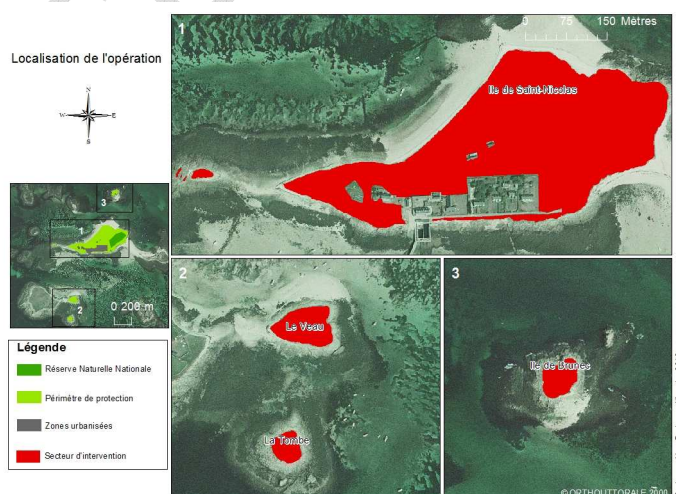 Localisation de l'opération
N
W
E
S
3
1
2
0 200 m
Légende
Réserve Naturelle Nationale
Périmètre de protection
Zones urbanisées
Secteur d'intervention
1
0 75 150 Mètres
Ile de Saint-Nicolas
2
Le Veau
La Tombe
3
Ile de Brunes
© ORTHOLITTORALE 2000